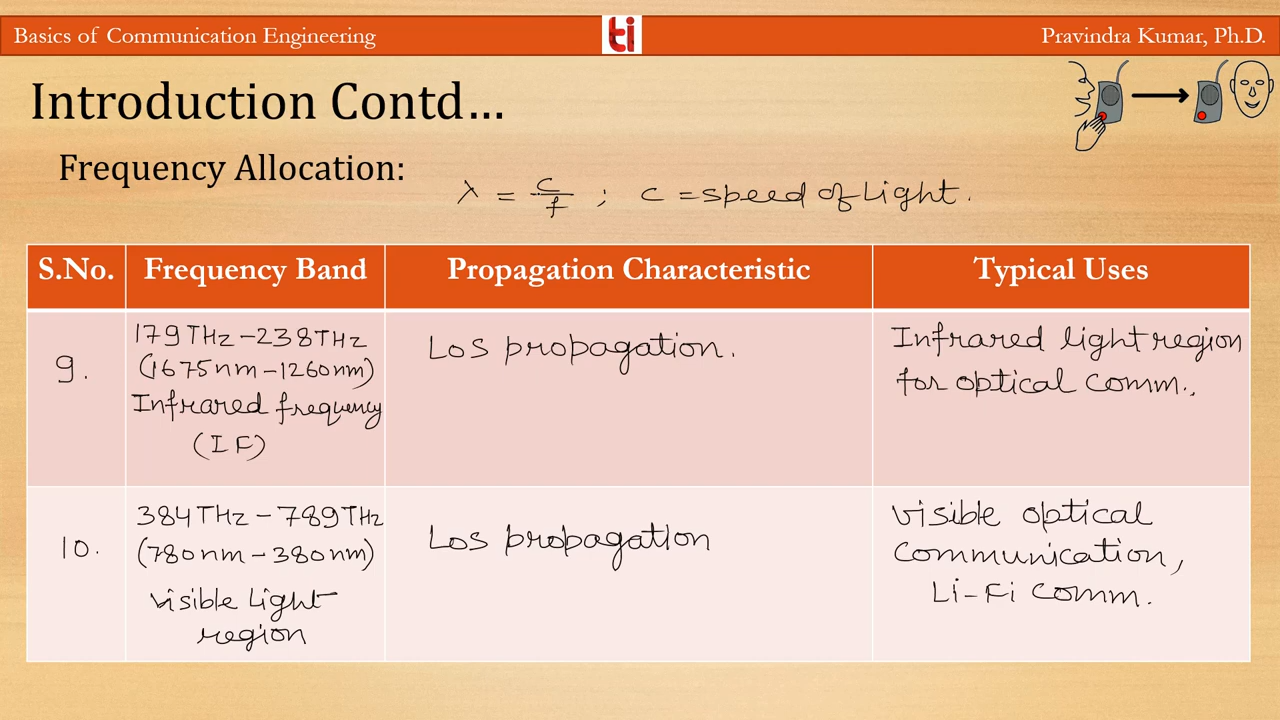 Basics of Communication Engineering
ti
Pravindra Kumar, Ph.D.
Introduction Contd…
Frequency Allocation:
λ = c/f ; c = speed of Light.
S.No. Frequency Band Propagation Characteristic Typical Uses
9.
179 THz – 238 THz
(1675 nm – 1260 nm)
Infrared frequency
(IF)
Los propagation.
Infrared light region
for optical comm.,
10.
384 THz – 789 THz
(780 nm – 380 nm)
visible Light
region
Los propagation
visible optical
communication,
Li-Fi comm.